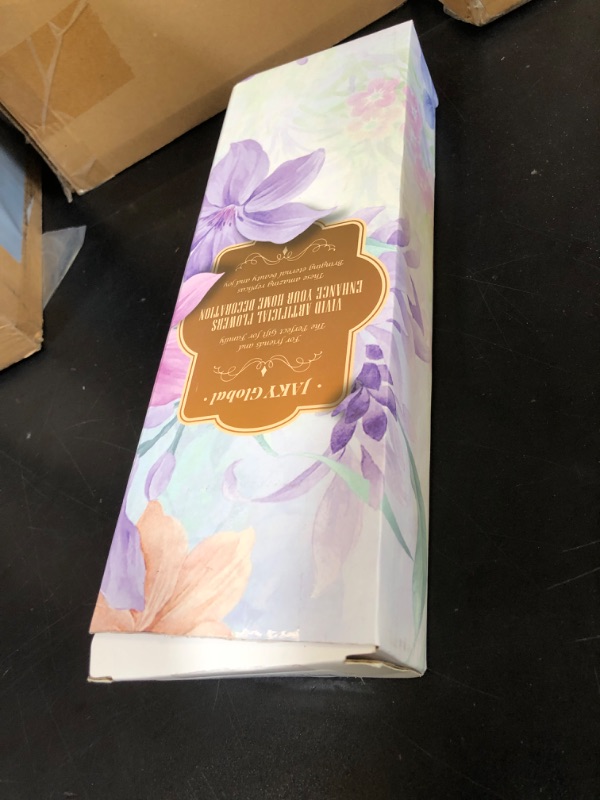 · JAKY Global ·
The Perfect Gift for Family
For friends and
VIVID ARTIFICIAL FLOWERS
ENHANCE YOUR HOME DECORATION
These amazing replicas
Bringing eternal beauty and joy